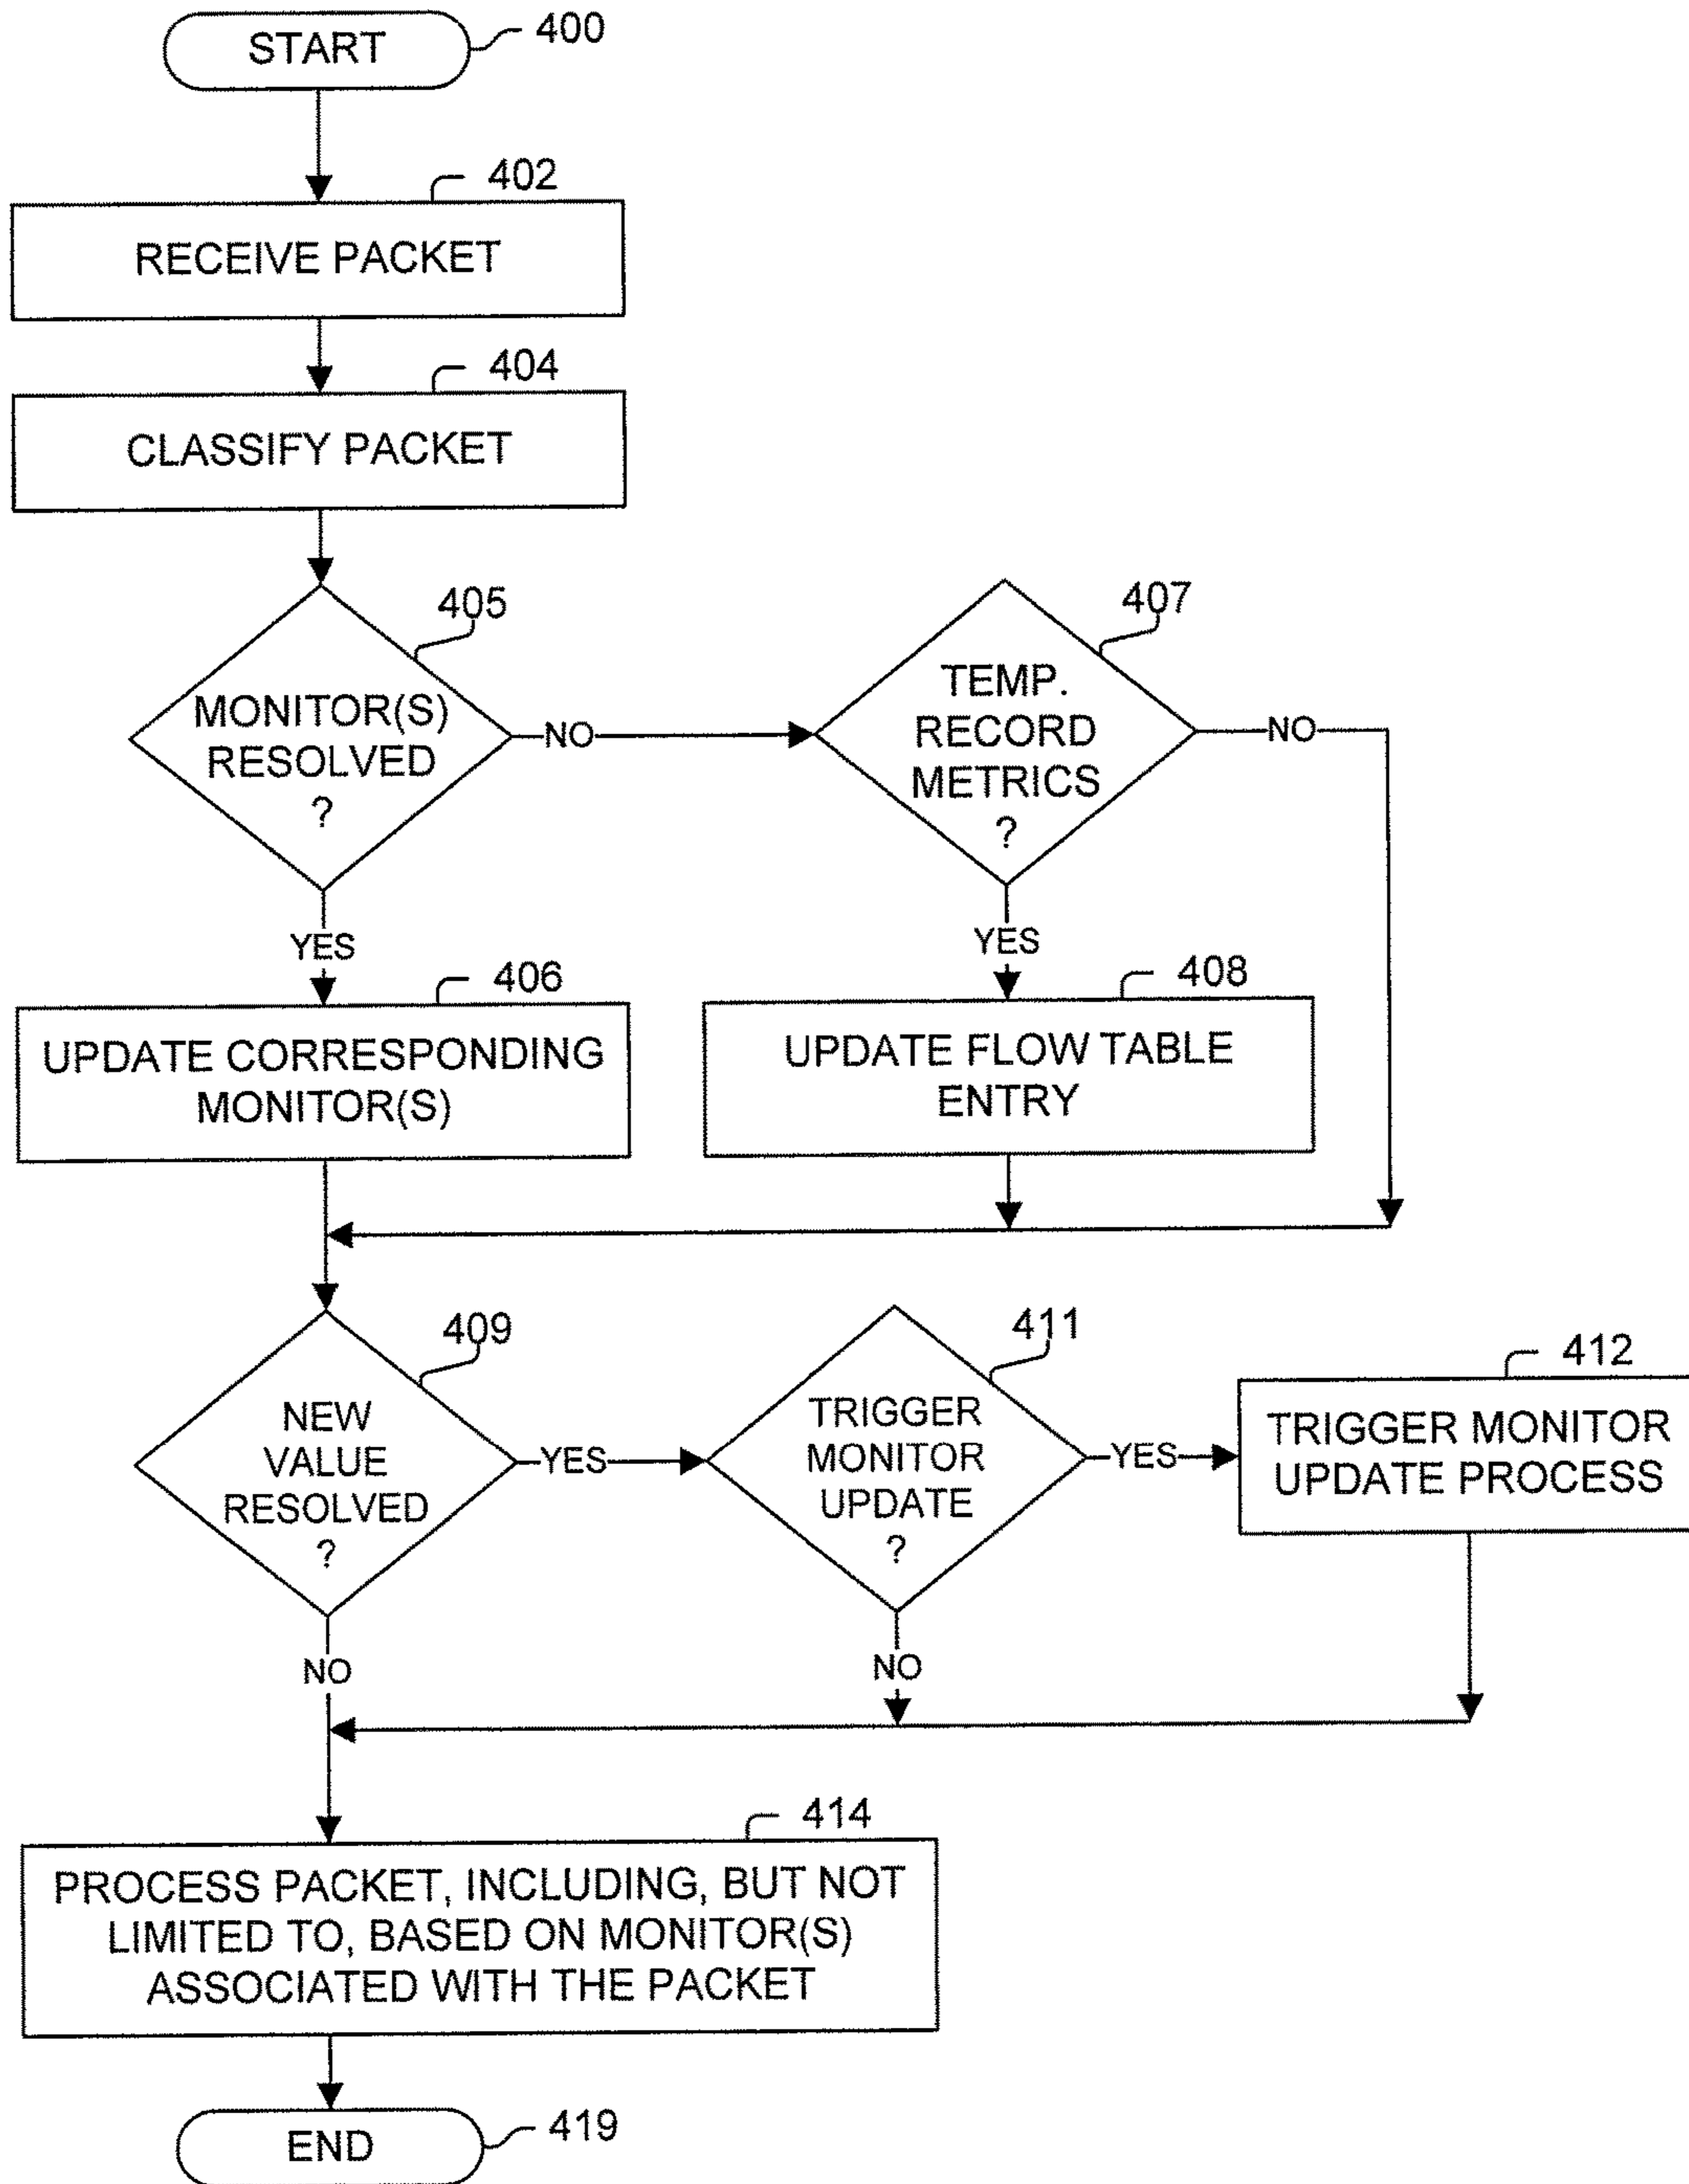 START
400
402
RECEIVE PACKET
404
CLASSIFY PACKET
405
MONITOR(S)
RESOLVED
?
NO
YES
407
TEMP.
RECORD
METRICS
?
NO
YES
406
UPDATE CORRESPONDING
MONITOR(S)
408
UPDATE FLOW TABLE
ENTRY
409
NEW
VALUE
RESOLVED
?
YES
NO
411
TRIGGER
MONITOR
UPDATE
?
YES
NO
412
TRIGGER MONITOR
UPDATE PROCESS
414
PROCESS PACKET, INCLUDING, BUT NOT
LIMITED TO, BASED ON MONITOR(S)
ASSOCIATED WITH THE PACKET
END
419